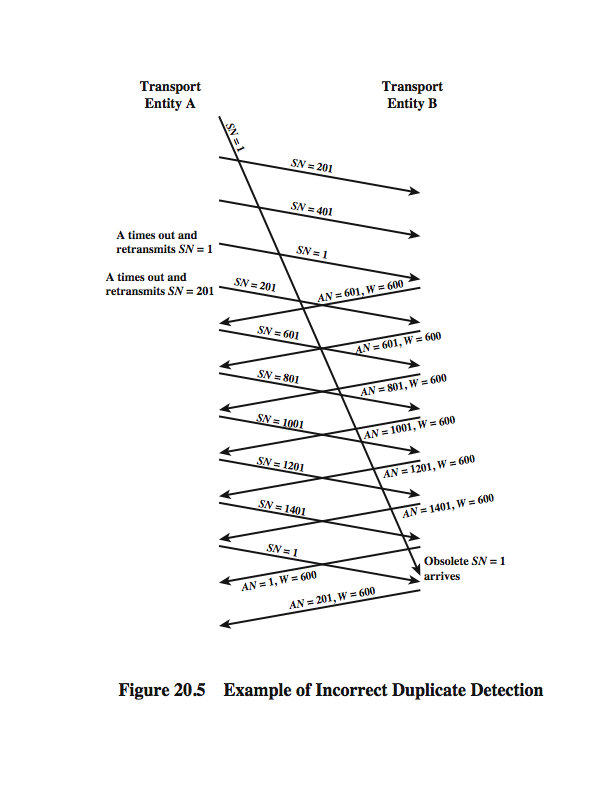 Transport
Entity A
Transport
Entity B
SN = 1
SN = 201
SN = 401
A times out and
retransmits SN = 1
SN = 1
A times out and
retransmits SN = 201
SN = 201
AN = 601, W = 600
SN = 601
AN = 601, W = 600
SN = 801
AN = 801, W = 600
SN = 1001
AN = 1001, W = 600
SN = 1201
AN = 1201, W = 600
SN = 1401
AN = 1401, W = 600
SN = 1
Obsolete SN = 1
arrives
AN = 1, W = 600
AN = 201, W = 600
Figure 20.5 Example of Incorrect Duplicate Detection